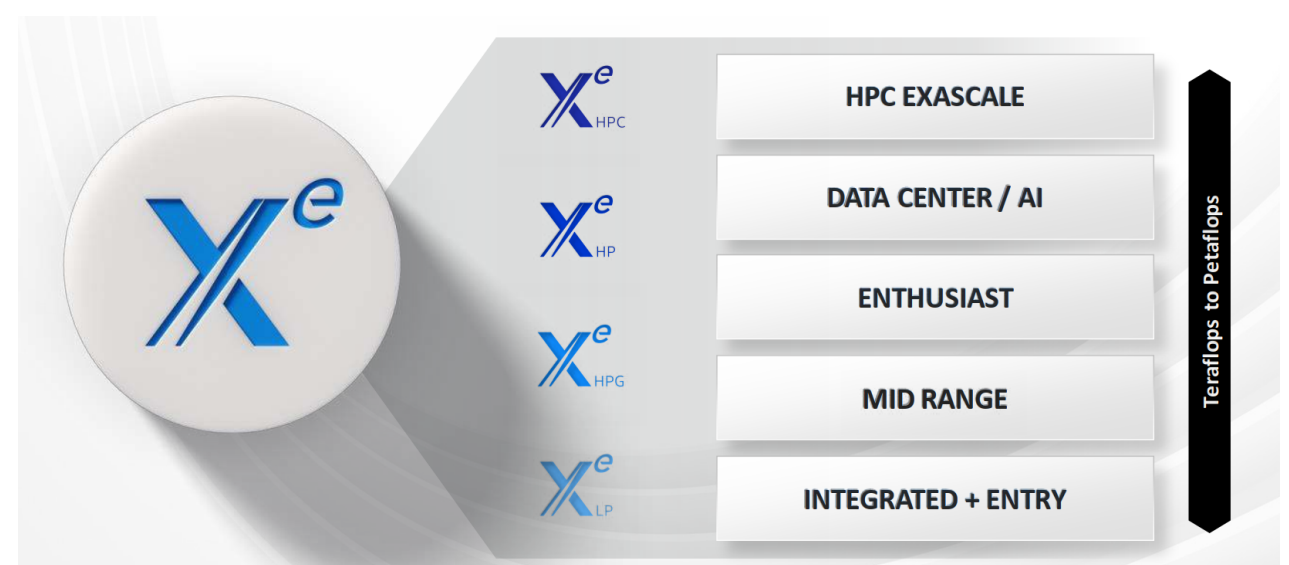 Xe
Xe HPC
HPC EXASCALE
Xe HP
DATA CENTER / AI
ENTHUSIAST
Xe HPG
MID RANGE
Xe LP
INTEGRATED + ENTRY
Teraflops to Petaflops